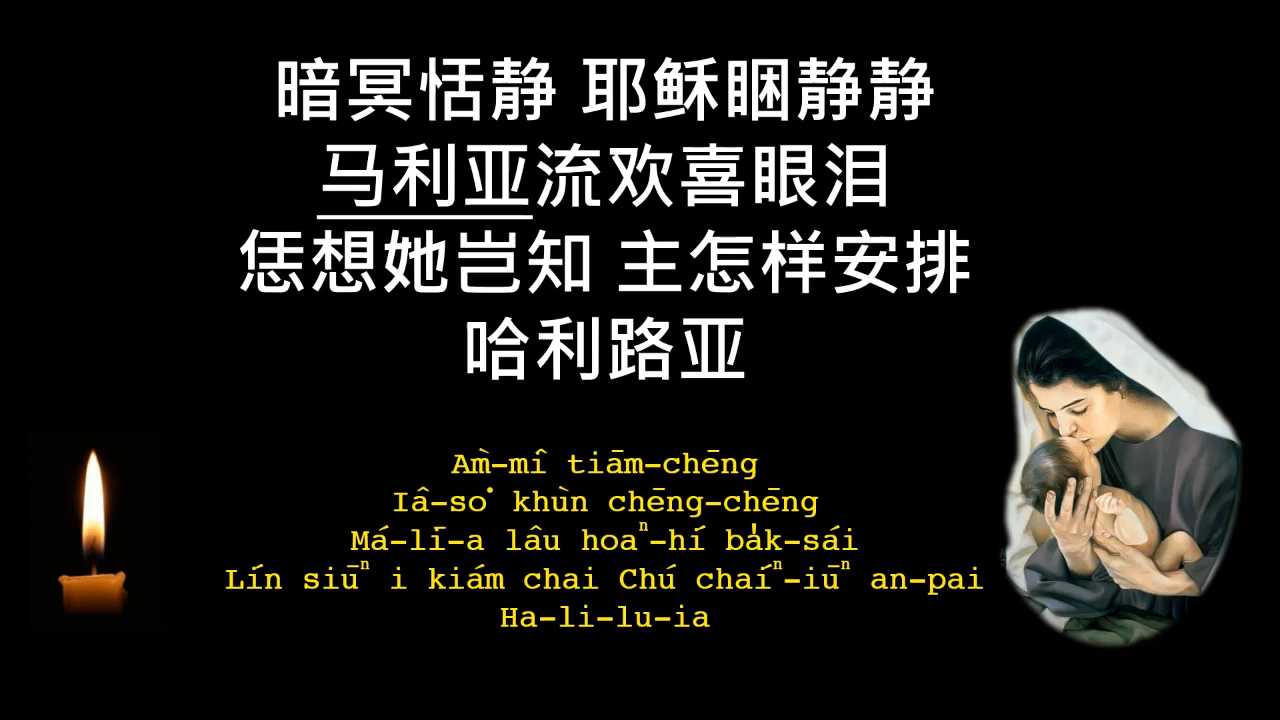 暗冥恬静 耶稣睏静静
马利亚流欢喜眼泪
恁想她岂知 主怎样安排
哈利路亚
Àm-mî tiām-chēng
Iâ-so͘ khùn chēng-chēng
Má-lī-a lâu hoaⁿ-hí ba̍k-sái
Lín siūⁿ i kiám chai Chú chaíⁿ-iūⁿ an-pai
Ha-li-lu-ia